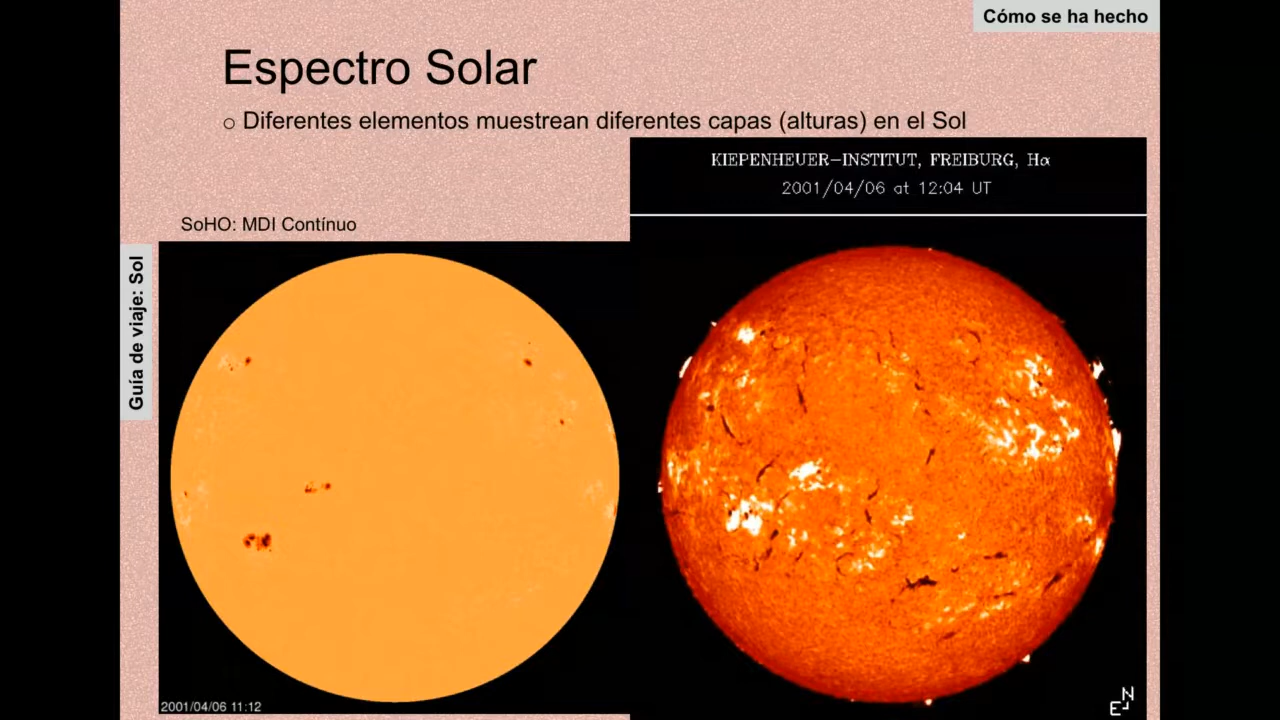 Cómo se ha hecho
Espectro Solar
o Diferentes elementos muestrean diferentes capas (alturas) en el Sol
KIEPENHEUER-INSTITUT, FREIBURG, Hα
2001/04/06 at 12:04 UT
SoHO: MDI Contínuo
Guía de viaje: Sol
2001/04/06 11:12
N
E